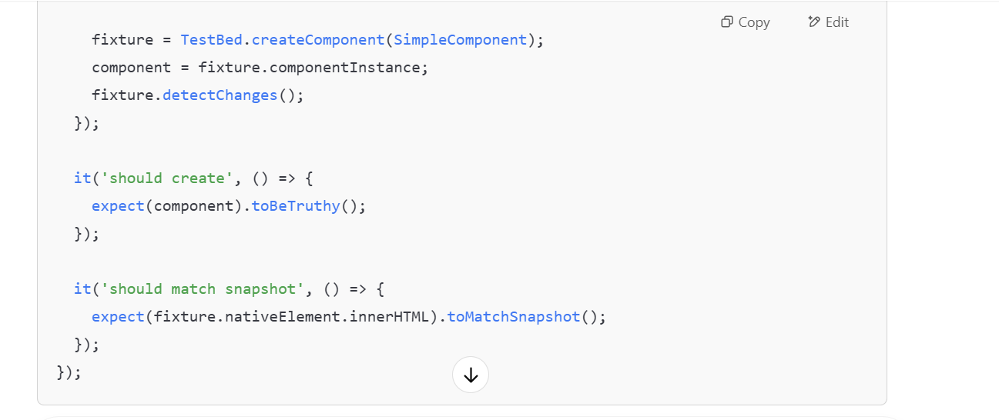 Copy Edit
fixture = TestBed.createComponent(SimpleComponent);
component = fixture.componentInstance;
fixture.detectChanges();
});
it('should create', () => {
expect(component).toBeTruthy();
});
it('should match snapshot', () => {
expect(fixture.nativeElement.innerHTML).toMatchSnapshot();
});
});